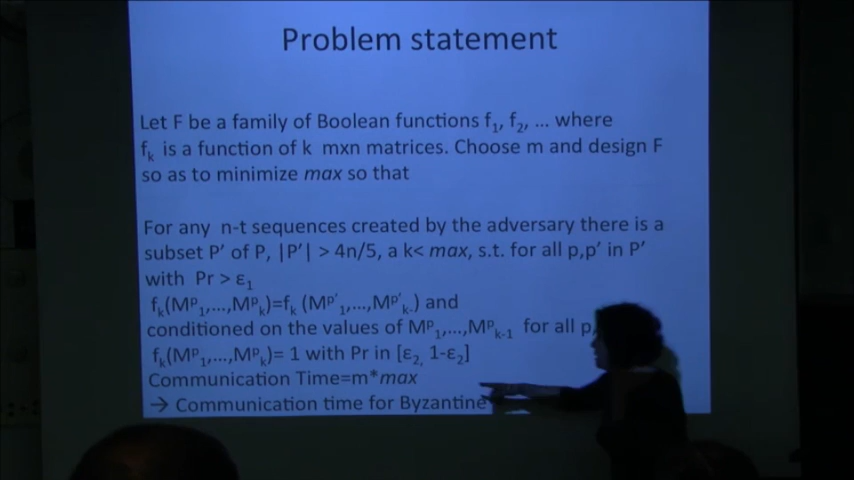 Problem statement
Let F be a family of Boolean functions f₁, f₂, ... where
fₖ is a function of k mxn matrices. Choose m and design F
so as to minimize max so that
For any n-t sequences created by the adversary there is a
subset P' of P, |P'| > 4n/5, a k< max, s.t. for all p,p' in P'
with Pr > ε₁
fₖ(Mᵖ₁,...,Mᵖₖ)=fₖ (Mᵖ'₁,...,Mᵖ'ₖ.) and
conditioned on the values of Mᵖ₁,...,Mᵖₖ₋₁ for all p,
fₖ(Mᵖ₁,...,Mᵖₖ)= 1 with Pr in [ε₂, 1-ε₂]
Communication Time=m*max
→ Communication time for Byzantine